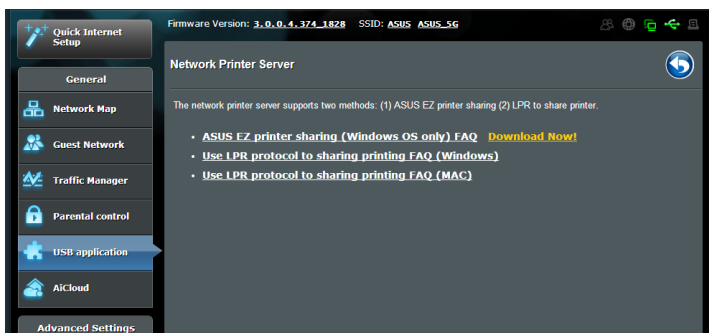 Quick Internet
Setup
Firmware Version: 3.0.0.4.374_1828 SSID: ASUS ASUS_5G
General
Network Map
Guest Network
Traffic Manager
Parental control
USB application
AiCloud
Advanced Settings
Network Printer Server
The network printer server supports two methods: (1) ASUS EZ printer sharing (2) LPR to share printer.
ASUS EZ printer sharing (Windows OS only) FAQ Download Now!
Use LPR protocol to sharing printing FAQ (Windows)
Use LPR protocol to sharing printing FAQ (MAC)